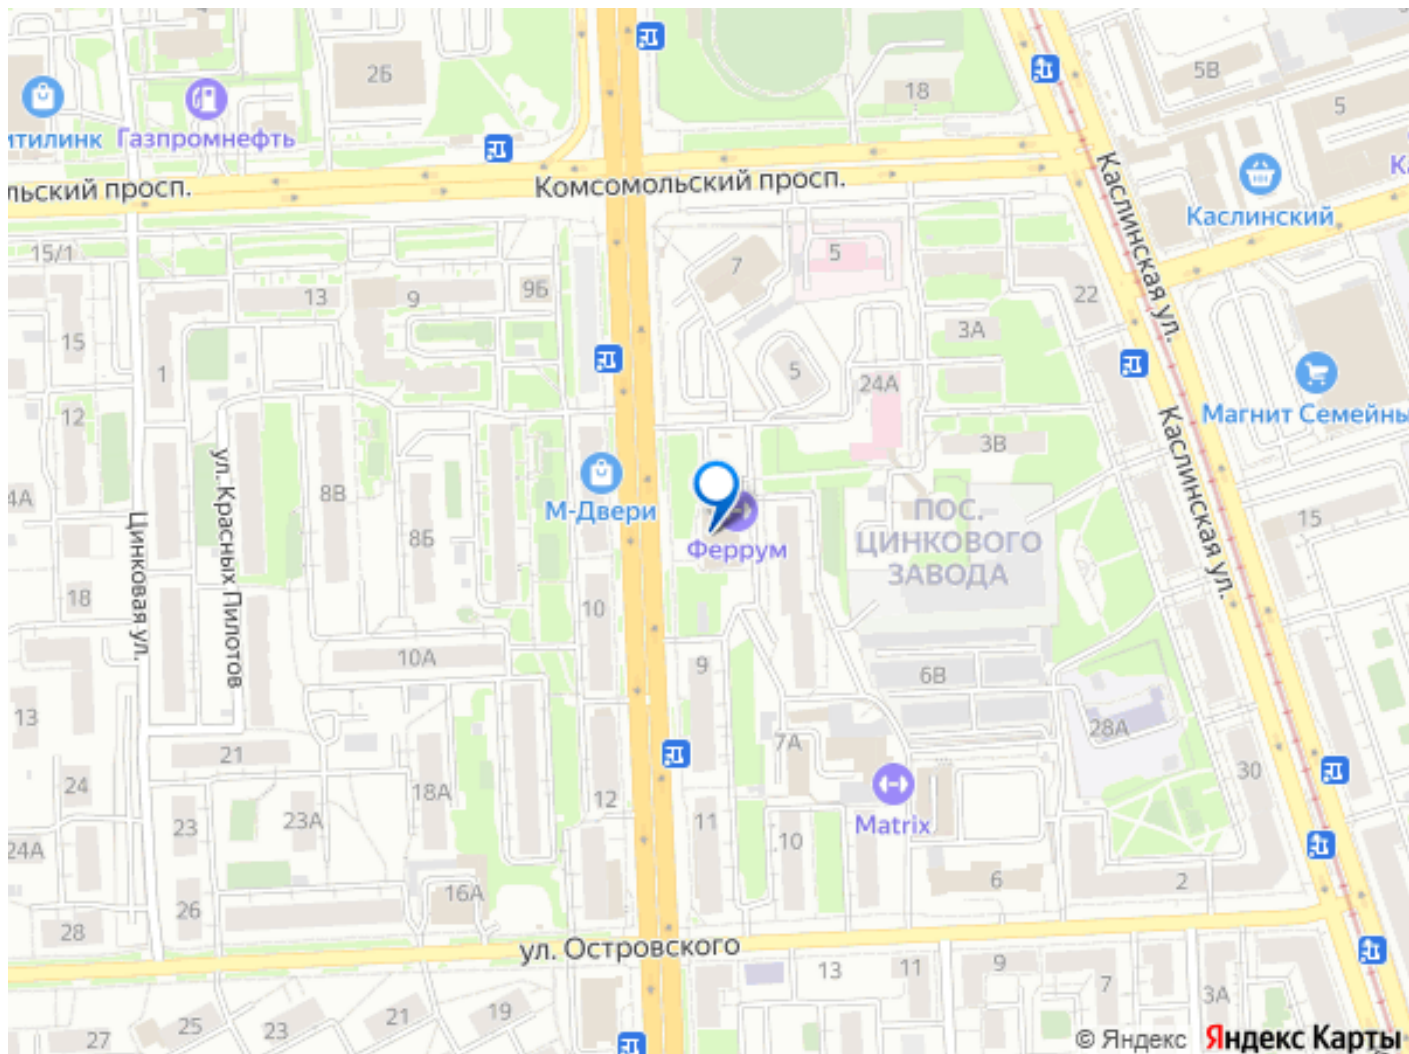 2Б
18
5В
5
итилинк
Газпромнефть
льский просп.
Комсомольский просп.
Каслинская ул.
Каслинский
Ка
15/1
13
9
9Б
7
5
22
3А
15
1
5
24А
Магнит Семейны
12
3В
Каслинская ул.
4А
ул. Красных Пилотов
8В
М-Двери
ПОС.
ЦИНКОВОГО
ЗАВОДА
15
Цинковая ул.
8Б
Феррум
18
10
10А
9
6В
13
21
7А
28А
24
18А
12
30
23
23А
11
Matrix
10
24А
16А
6
2
26
28
ул. Островского
13
11
9
7
3А
27
25
23
21
19
© Яндекс Яндекс Карты